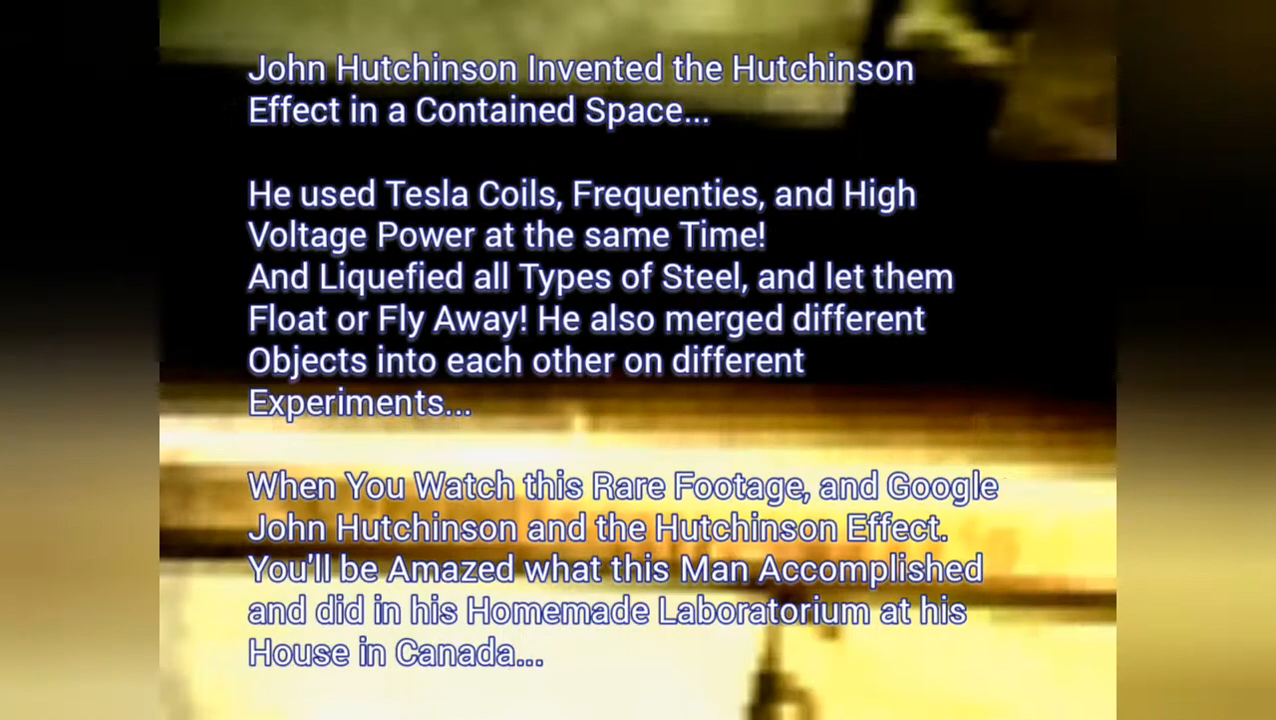 John Hutchinson Invented the Hutchinson
Effect in a Contained Space...
He used Tesla Coils, Frequenties, and High
Voltage Power at the same Time!
And Liquefied all Types of Steel, and let them
Float or Fly Away! He also merged different
Objects into each other on different
Experiments...
When You Watch this Rare Footage, and Google
John Hutchinson and the Hutchinson Effect.
You'll be Amazed what this Man Accomplished
and did in his Homemade Laboratorium at his
House in Canada...